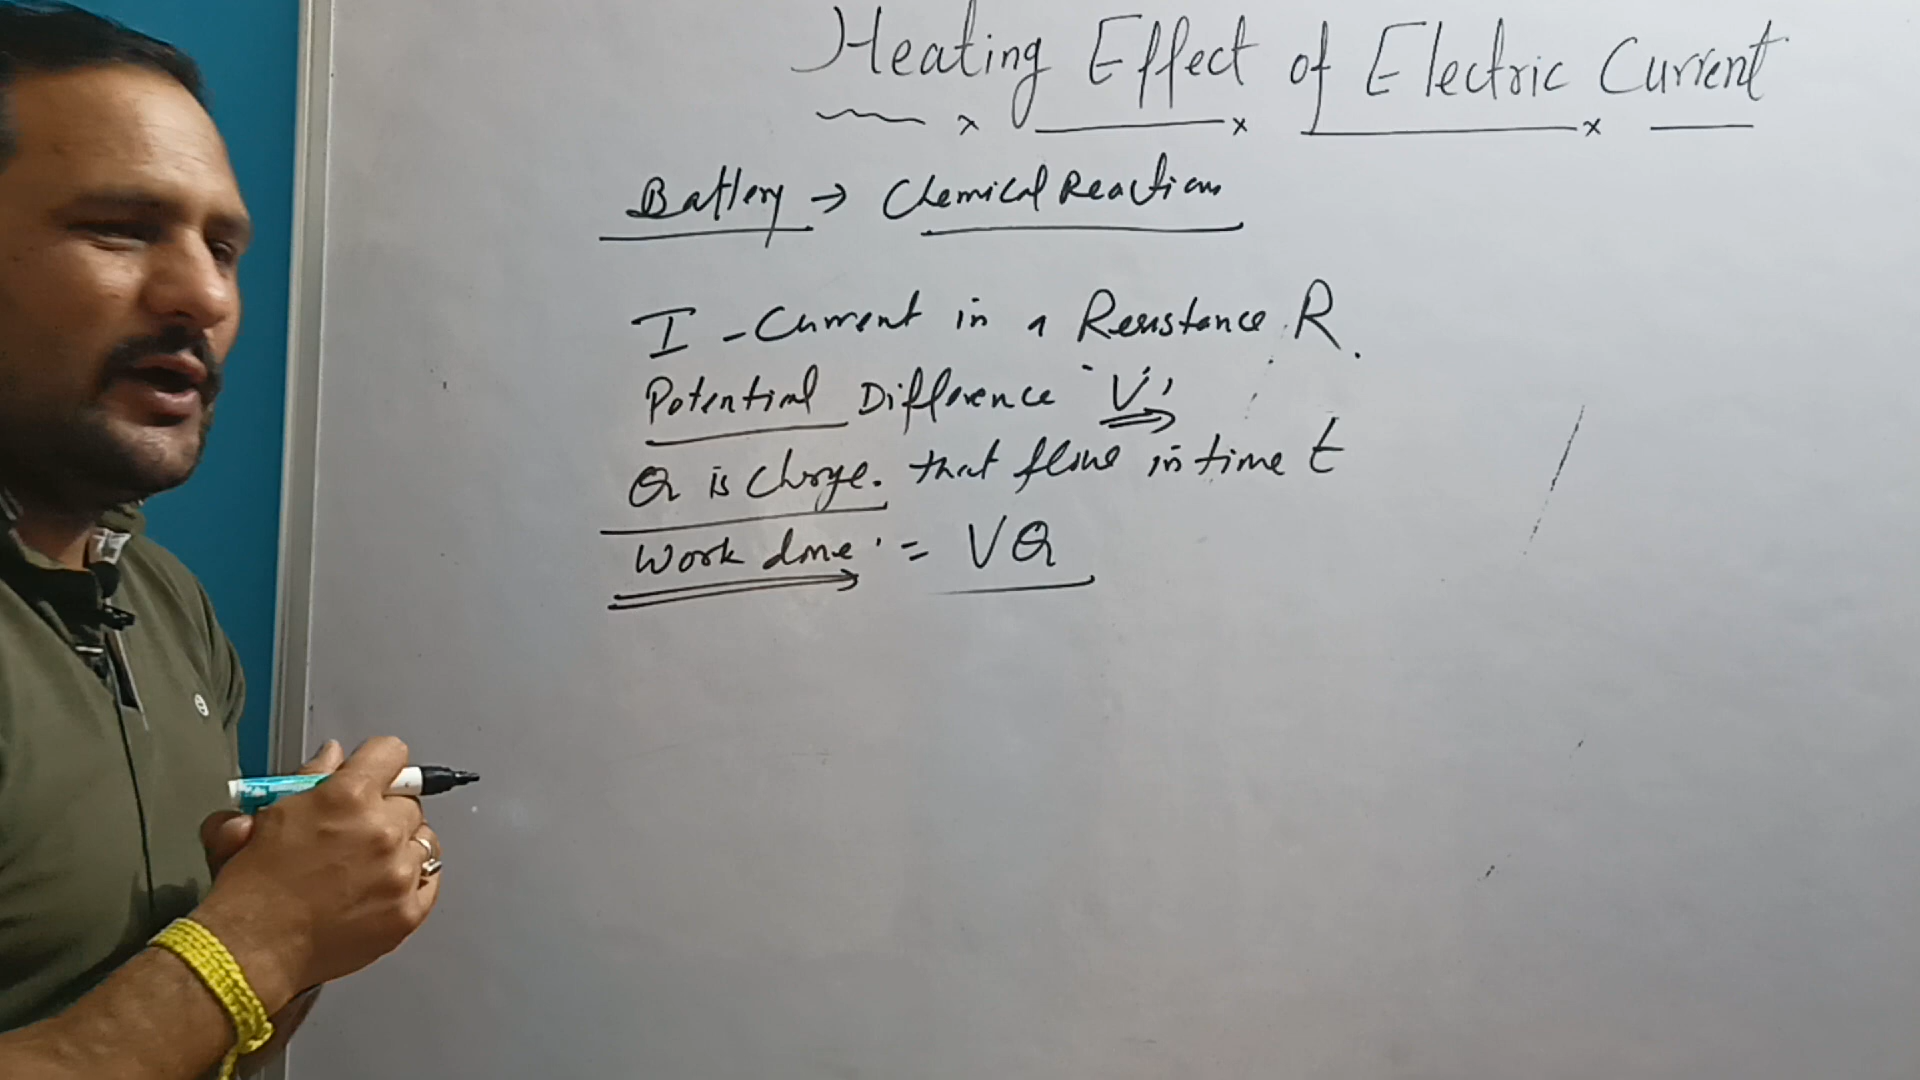 Heating Effect of Electric Current
Battery → Chemical Reactions
I - Current in a Resistance R.
Potential Difference 'V'
Q is charge. that flows in time t
Work done = VQ